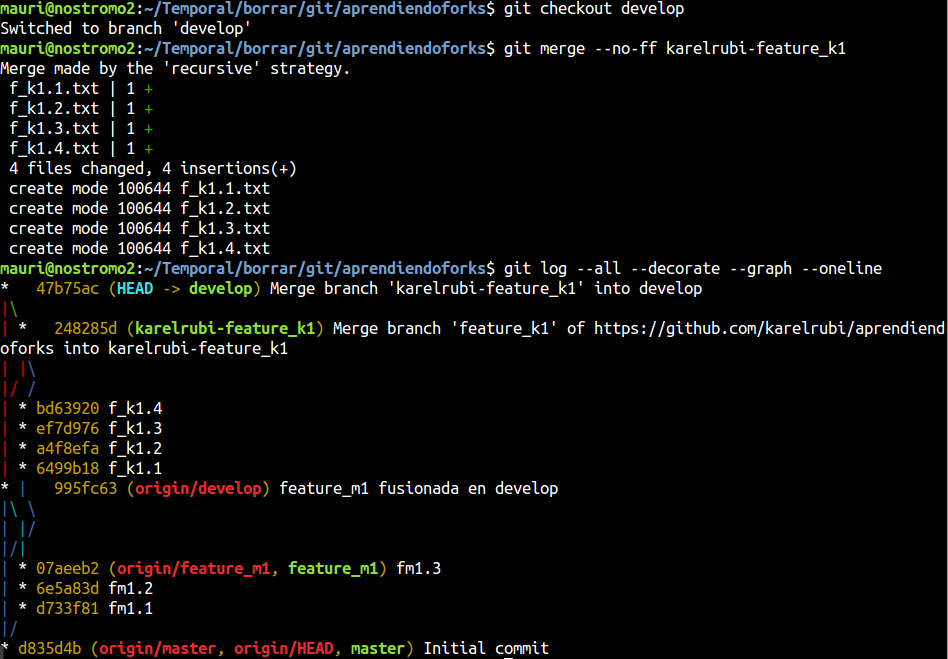 mauri@nostromo2:~/Temporal/borrar/git/aprendiendoforks$ git checkout develop
Switched to branch 'develop'
mauri@nostromo2:~/Temporal/borrar/git/aprendiendoforks$ git merge --no-ff karelrubi-feature_k1
Merge made by the 'recursive' strategy.
 f_k1.1.txt | 1 +
 f_k1.2.txt | 1 +
 f_k1.3.txt | 1 +
 f_k1.4.txt | 1 +
 4 files changed, 4 insertions(+)
 create mode 100644 f_k1.1.txt
 create mode 100644 f_k1.2.txt
 create mode 100644 f_k1.3.txt
 create mode 100644 f_k1.4.txt
mauri@nostromo2:~/Temporal/borrar/git/aprendiendoforks$ git log --all --decorate --graph --oneline
*   47b75ac (HEAD -> develop) Merge branch 'karelrubi-feature_k1' into develop
|\
| *   248285d (karelrubi-feature_k1) Merge branch 'feature_k1' of https://github.com/karelrubi/aprendiend
oforks into karelrubi-feature_k1
| |\
|/ /
| * bd63920 f_k1.4
| * ef7d976 f_k1.3
| * a4f8efa f_k1.2
| * 6499b18 f_k1.1
* |   995fc63 (origin/develop) feature_m1 fusionada en develop
|\ \
| |/
|/|
| * 07aeeb2 (origin/feature_m1, feature_m1) fm1.3
| * 6e5a83d fm1.2
| * d733f81 fm1.1
|/
* d835d4b (origin/master, origin/HEAD, master) Initial commit